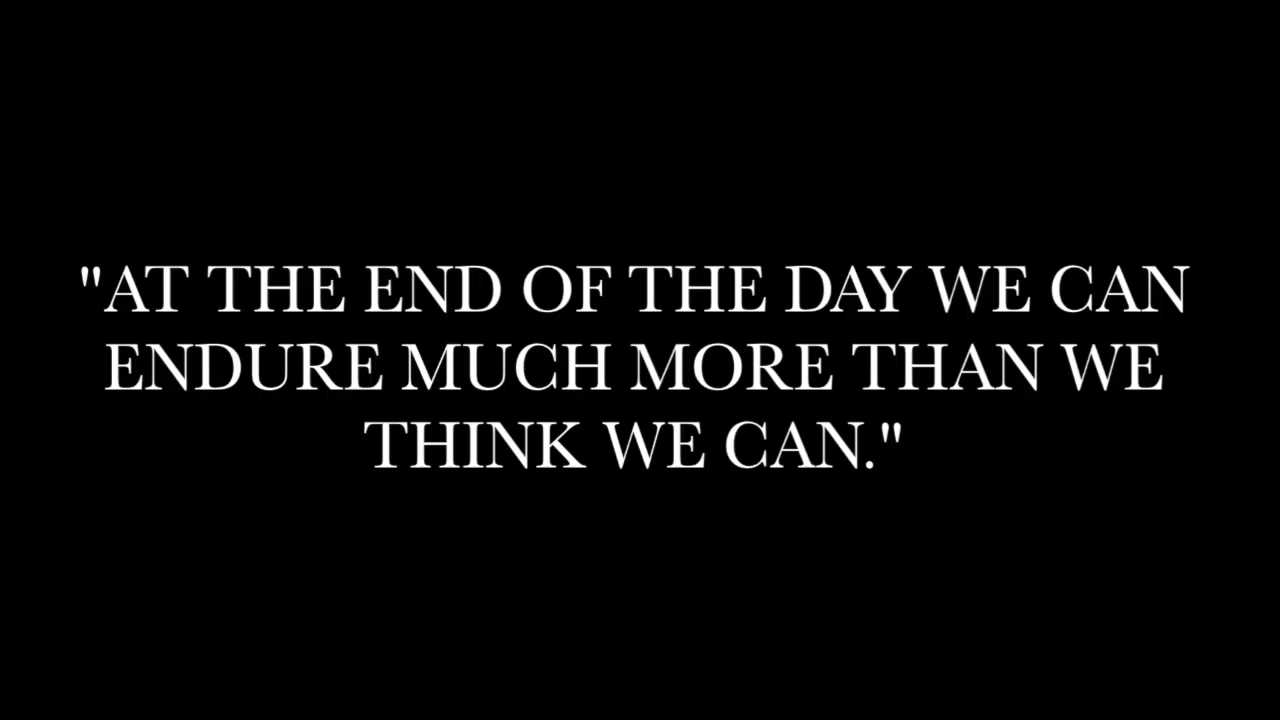 "AT THE END OF THE DAY WE CAN
ENDURE MUCH MORE THAN WE
THINK WE CAN."